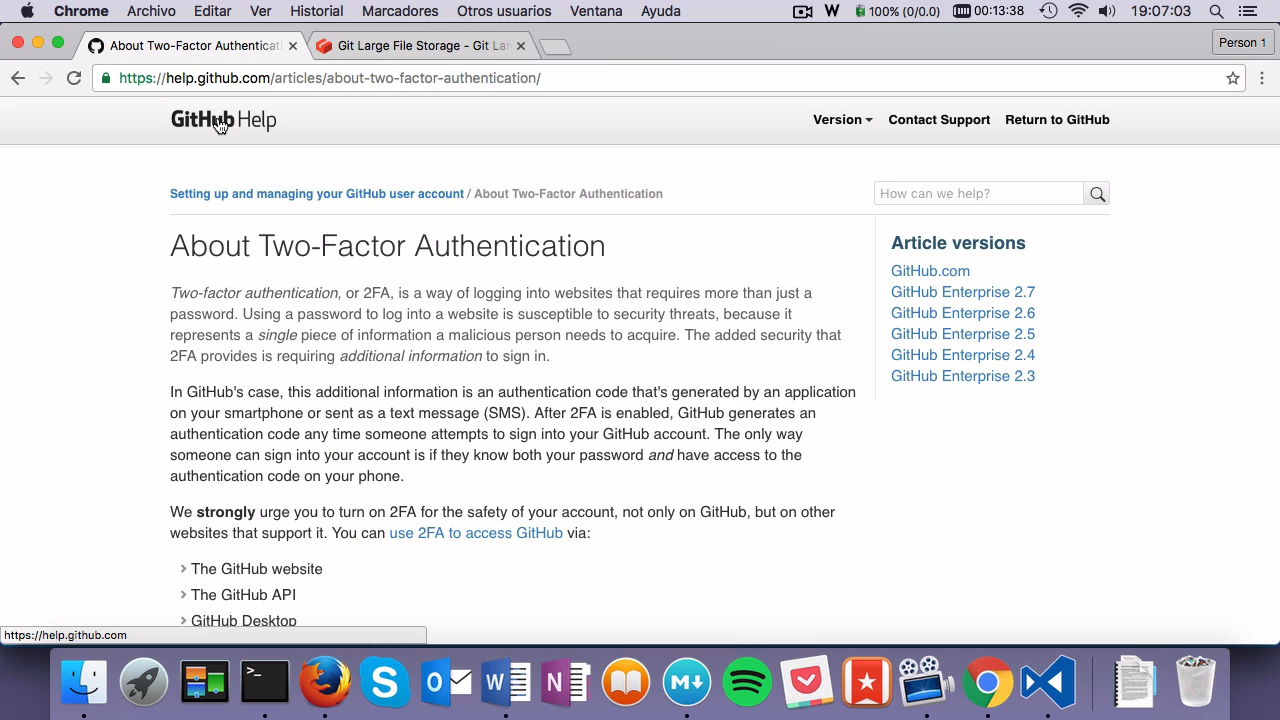 Chrome Archivo Editar Ver Historial Marcadores Otros usuarios Ventana Ayuda W 100% (0/0.0) 00:13:38 19:07:03
About Two-Factor Authenticat Git Large File Storage - Git La Person 1
https://help.github.com/articles/about-two-factor-authentication/
GitHub Help Version Contact Support Return to GitHub
Setting up and managing your GitHub user account / About Two-Factor Authentication How can we help?
About Two-Factor Authentication
Two-factor authentication, or 2FA, is a way of logging into websites that requires more than just a
password. Using a password to log into a website is susceptible to security threats, because it
represents a single piece of information a malicious person needs to acquire. The added security that
2FA provides is requiring additional information to sign in.
In GitHub's case, this additional information is an authentication code that's generated by an application
on your smartphone or sent as a text message (SMS). After 2FA is enabled, GitHub generates an
authentication code any time someone attempts to sign into your GitHub account. The only way
someone can sign into your account is if they know both your password and have access to the
authentication code on your phone.
We strongly urge you to turn on 2FA for the safety of your account, not only on GitHub, but on other
websites that support it. You can use 2FA to access GitHub via:
The GitHub website
The GitHub API
GitHub Desktop
Article versions
GitHub.com
GitHub Enterprise 2.7
GitHub Enterprise 2.6
GitHub Enterprise 2.5
GitHub Enterprise 2.4
GitHub Enterprise 2.3
https://help.github.com